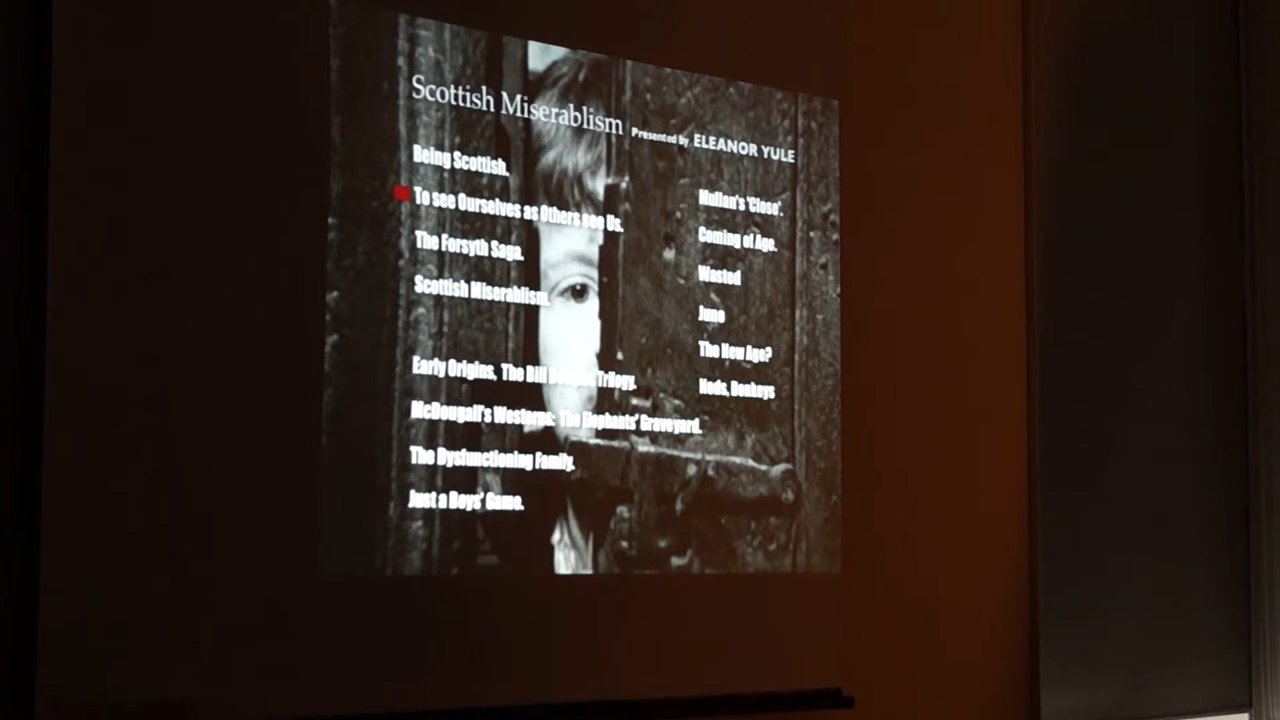 Scottish Miserablism Presented by ELEANOR YULE
Being Scottish.
To see Ourselves as Others see Us.
The Forsyth Saga.
Scottish Miserablism.
Early Origins, The Bill Trilogy.
McDougall's Westerns: The Elephants' Graveyard.
The Dysfunctioning Family.
Just a Boys' Game.
Mullan's 'Close'.
Coming of Age.
Wasted
June
The New Age?
Neds, Donkeys